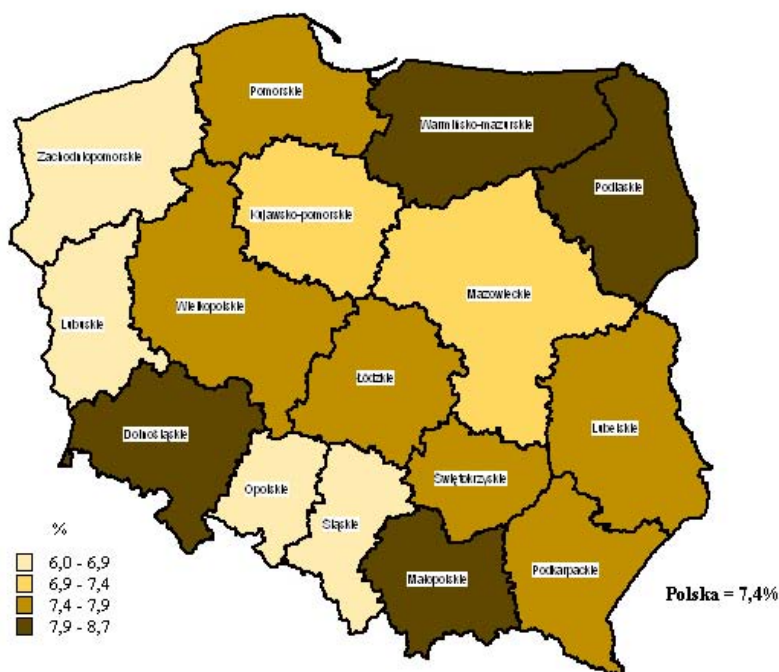 Pomorskie
Warmińsko-mazurskie
Zachodniopomorskie
Podlaskie
Kujawsko-pomorskie
Mazowieckie
Wielkopolskie
Lubuskie
Łódzkie
Lubelskie
Dolnośląskie
Świętokrzyskie
Opolskie
Śląskie
Podkarpackie
Małopolskie
%
6,0 - 6,9
6,9 - 7,4
7,4 - 7,9
7,9 - 8,7
Polska = 7,4%